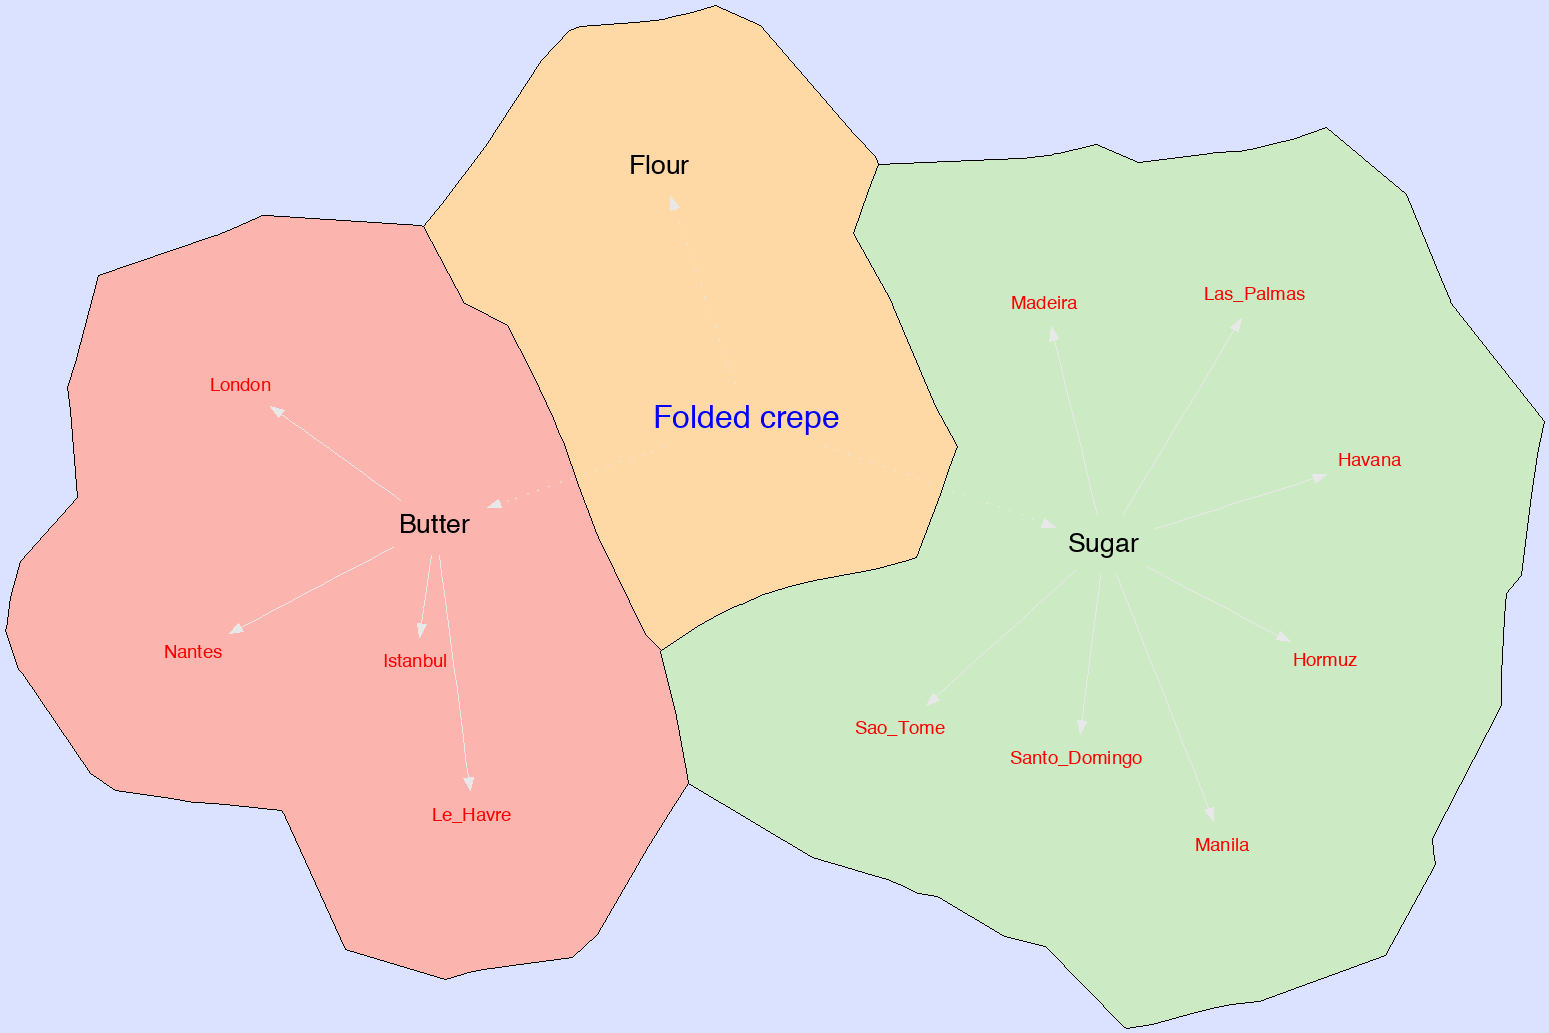 Flour
Madeira
Las_Palmas
London
Folded crepe
Havana
Butter
Sugar
Nantes
Istanbul
Hormuz
Sao_Tome
Santo_Domingo
Le_Havre
Manila